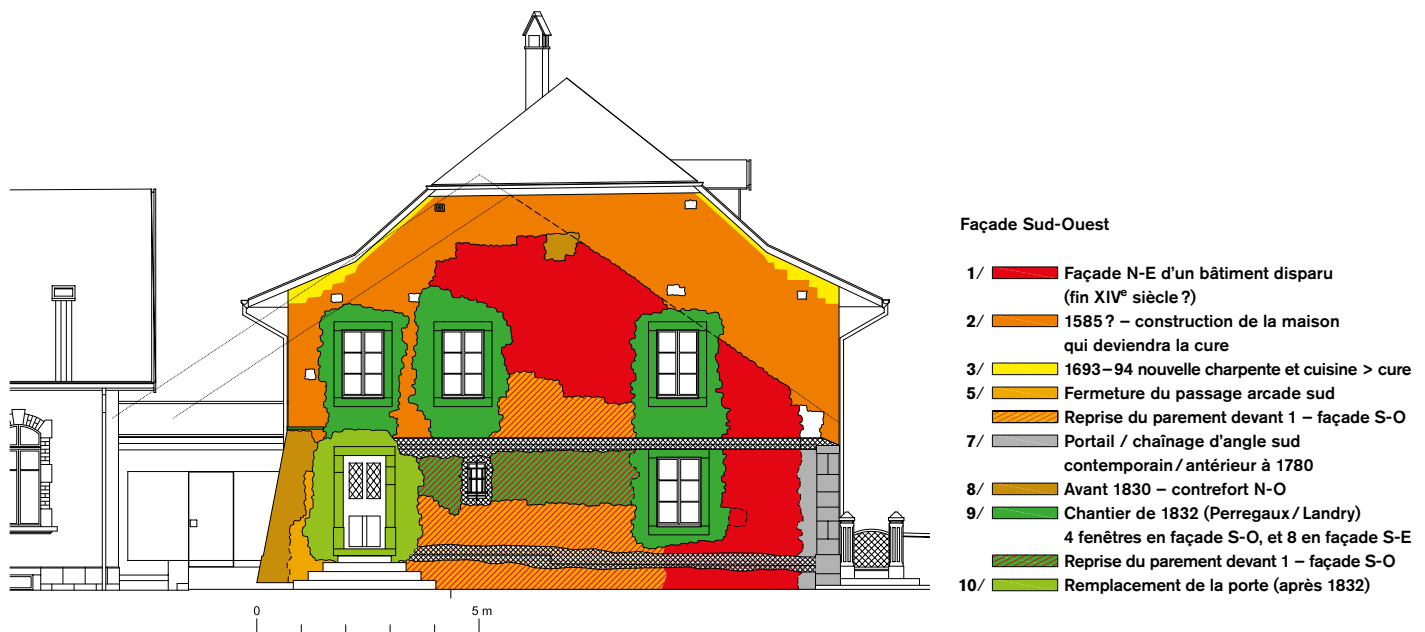 Façade Sud-Ouest
1/ Façade N-E d'un bâtiment disparu
(fin XIVe siècle ?)
2/ 1585 ? – construction de la maison
qui deviendra la cure
3/ 1693–94 nouvelle charpente et cuisine > cure
5/ Fermeture du passage arcade sud
Reprise du parement devant 1 – façade S-O
7/ Portail / chaînage d'angle sud
contemporain / antérieur à 1780
8/ Avant 1830 – contrefort N-O
9/ Chantier de 1832 (Perregaux / Landry)
4 fenêtres en façade S-O, et 8 en façade S-E
Reprise du parement devant 1 – façade S-O
10/ Remplacement de la porte (après 1832)
0 5 m